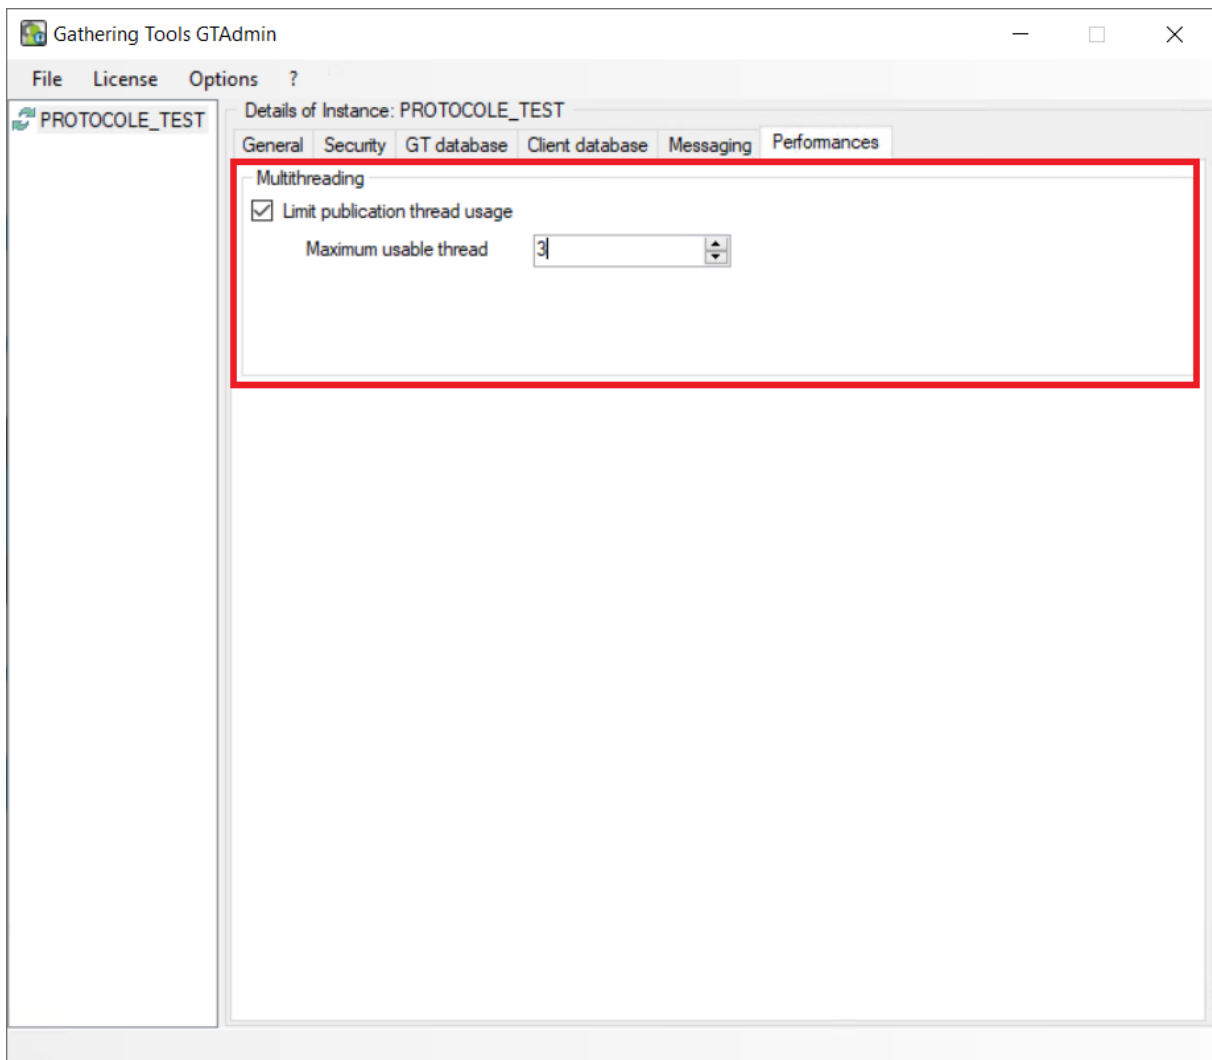 Gathering Tools GTAdmin
File License Options ?
PROTOCOLE_TEST
Details of Instance: PROTOCOLE_TEST
General Security GT database Client database Messaging Performances
Multithreading
Limit publication thread usage
Maximum usable thread 3